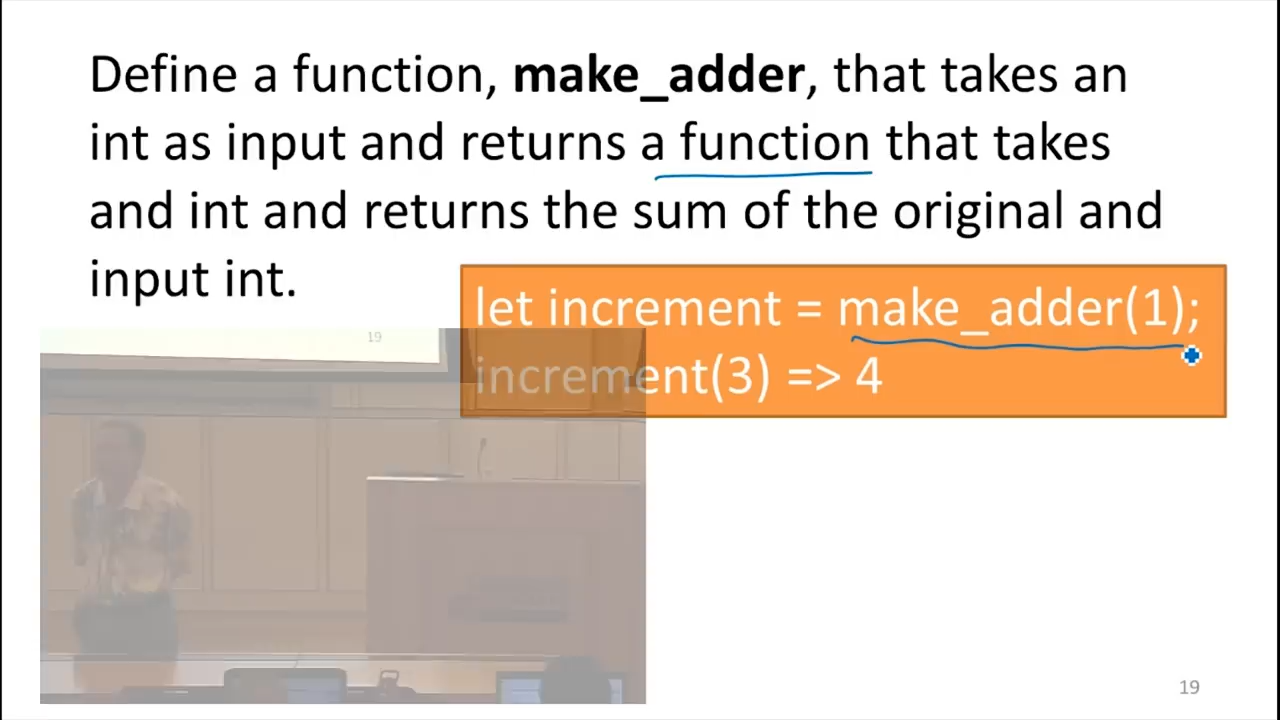 Define a function, make_adder, that takes an
int as input and returns a function that takes
and int and returns the sum of the original and
input int.
let increment = make_adder(1);
increment(3) => 4
19
19